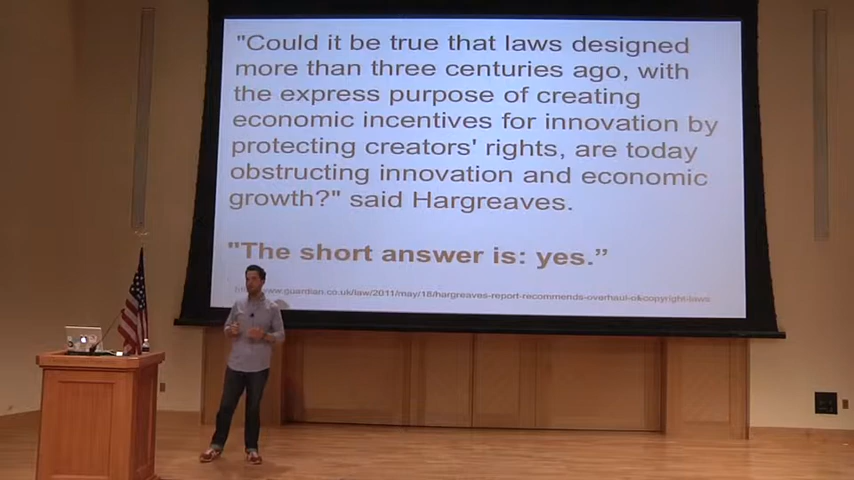 "Could it be true that laws designed
more than three centuries ago, with
the express purpose of creating
economic incentives for innovation by
protecting creators' rights, are today
obstructing innovation and economic
growth?" said Hargreaves.
"The short answer is: yes.”
www.guardian.co.uk/law/2011/may/18/hargreaves-report-recommends-overhaul-of-copyright-laws